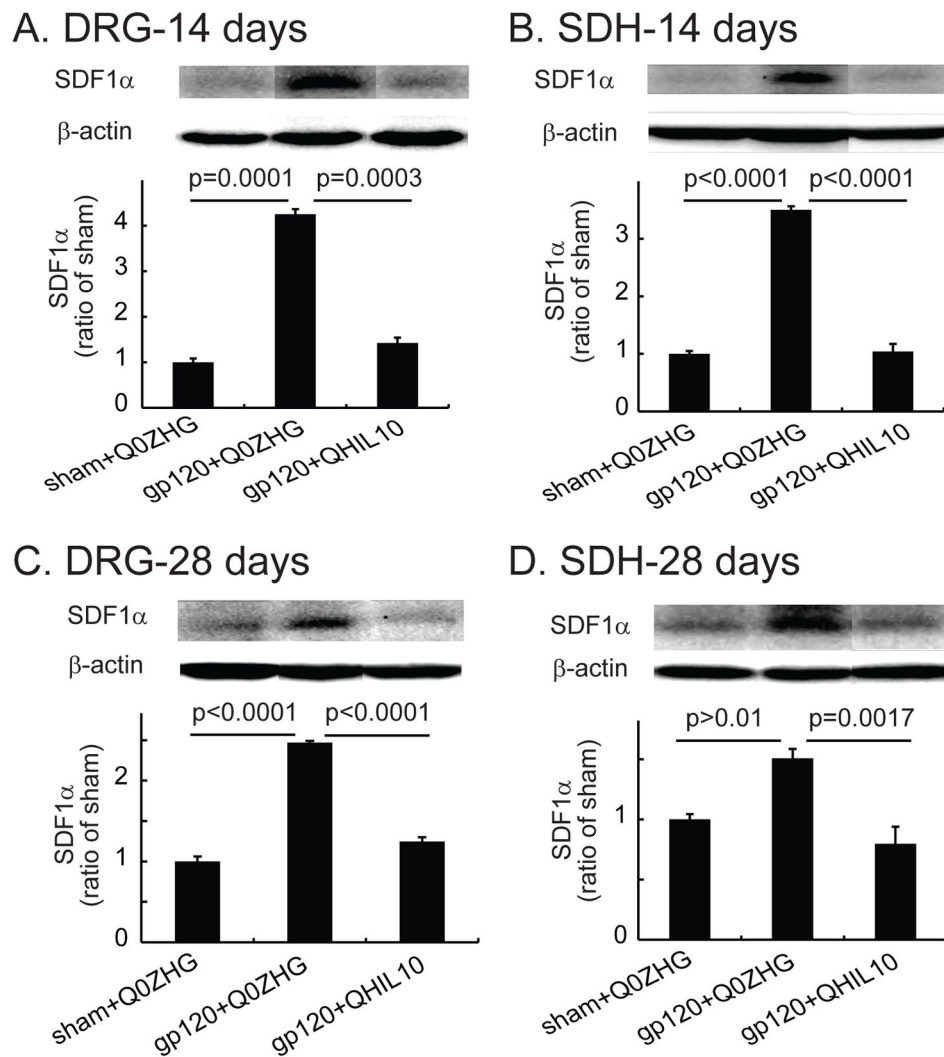 A. DRG-14 days
SDF1α
β-actin
p=0.0001 p=0.0003
SDF1α
(ratio of sham)
4
3
2
1
0
sham+Q0ZHG
gp120+Q0ZHG
gp120+QHIL10
B. SDH-14 days
SDF1α
β-actin
p<0.0001 p<0.0001
SDF1α
(ratio of sham)
3
2
1
0
sham+Q0ZHG
gp120+Q0ZHG
gp120+QHIL10
C. DRG-28 days
SDF1α
β-actin
p<0.0001 p<0.0001
SDF1α
(ratio of sham)
2
1
0
sham+Q0ZHG
gp120+Q0ZHG
gp120+QHIL10
D. SDH-28 days
SDF1α
β-actin
p>0.01 p=0.0017
SDF1α
(ratio of sham)
1
0
sham+Q0ZHG
gp120+Q0ZHG
gp120+QHIL10